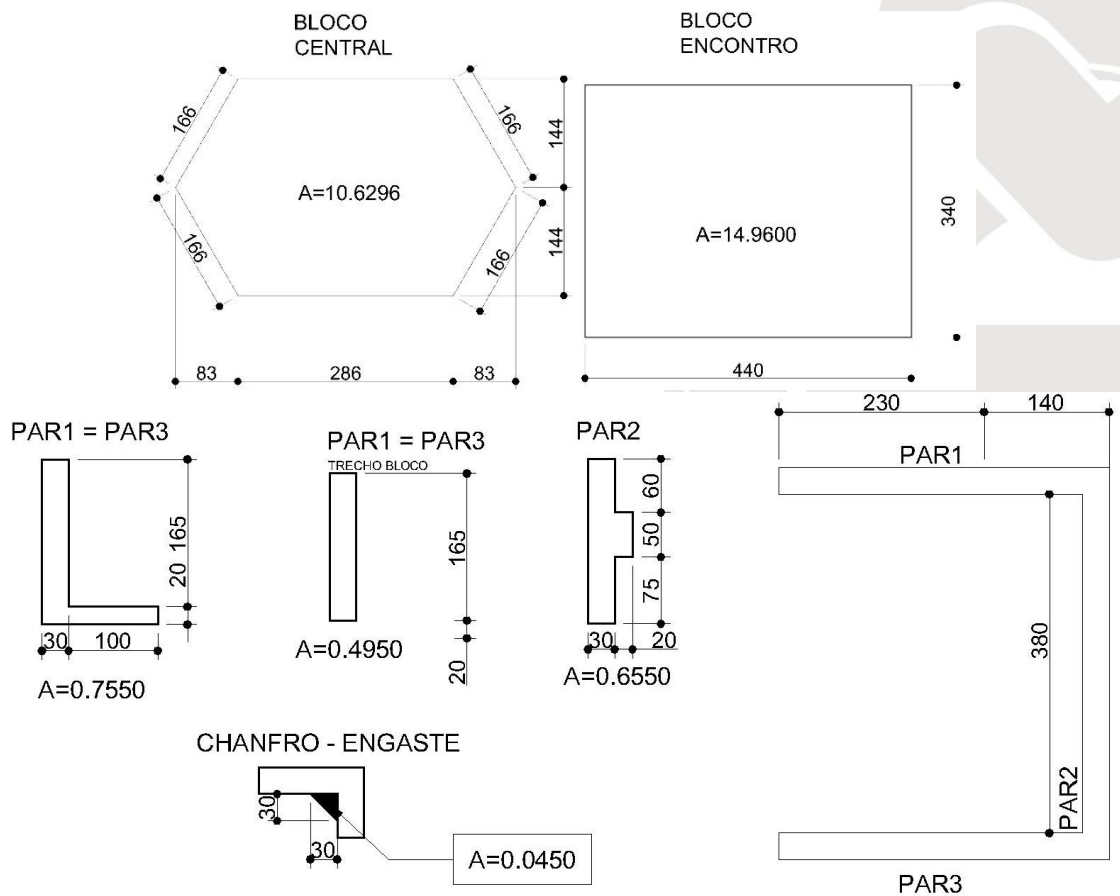 BLOCO
CENTRAL
BLOCO
ENCONTRO
166
166
166
166
A=10.6296
144
144
A=14.9600
340
83
286
83
440
230
140
PAR1 = PAR3
165
20
30
100
A=0.7550
PAR1 = PAR3
TRECHO BLOCO
165
20
A=0.4950
PAR2
60
50
75
30
20
A=0.6550
PAR1
380
PAR2
PAR3
CHANFRO - ENGASTE
30
30
A=0.0450